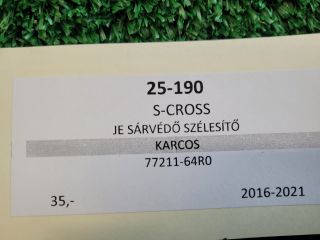 25-190
S-CROSS
JE SÁRVÉDŐ SZÉLESÍTŐ
KARCOS
77211-64R0
35,- 2016-2021